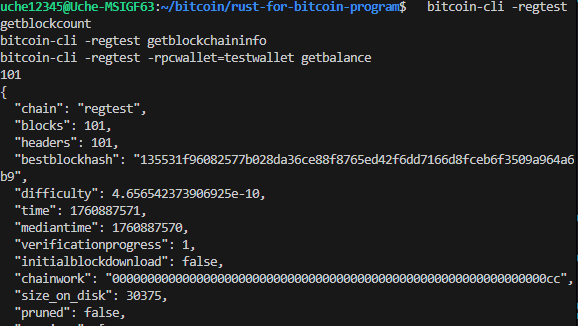 uche12345@Uche-MSIGF63:~/bitcoin/rust-for-bitcoin-program$   bitcoin-cli -regtest
getblockcount
bitcoin-cli -regtest getblockchaininfo
bitcoin-cli -regtest -rpcwallet=testwallet getbalance
101
{
  "chain": "regtest",
  "blocks": 101,
  "headers": 101,
  "bestblockhash": "135531f96082577b028da36ce88f8765ed42f6dd7166d8fceb6f3509a964a6
b9",
  "difficulty": 4.656542373906925e-10,
  "time": 1760887571,
  "mediantime": 1760887570,
  "verificationprogress": 1,
  "initialblockdownload": false,
  "chainwork": "00000000000000000000000000000000000000000000000000000000000000cc",
  "size_on_disk": 30375,
  "pruned": false,